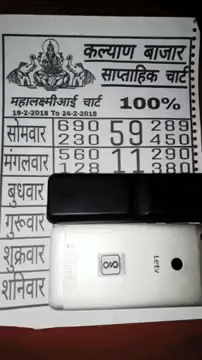 कल्याण बाजार
साप्ताहिक चार्ट
महालक्ष्मीआई चार्ट 100%
19-2-2018 To 24-2-2018
सोमवार 690 230 59 289 450
मंगलवार 560 128 11 290 380
बुधवार
गुरूवार
शुक्रवार
शनिवार
Letv